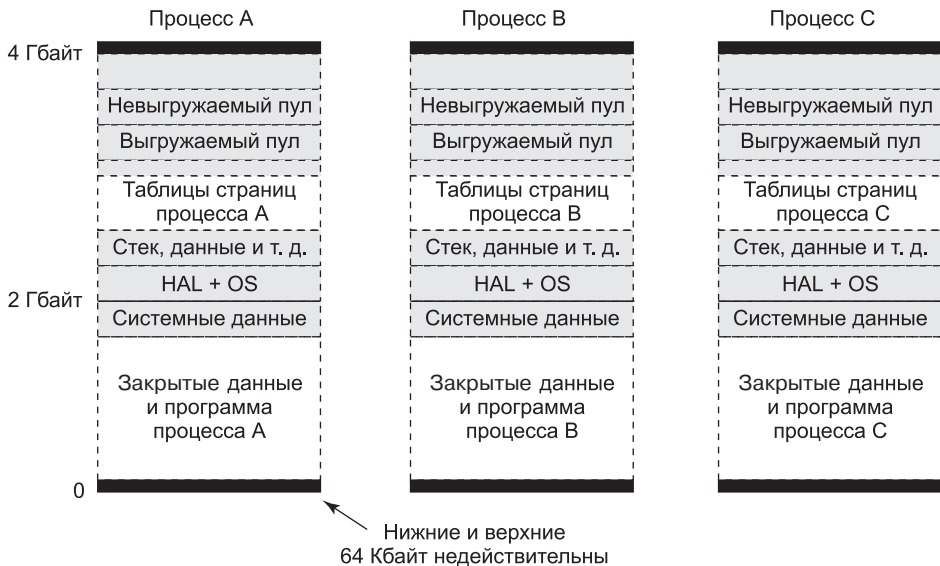 Процесс A
Процесс B
Процесс C
4 Гбайт
2 Гбайт
0
Невыгружаемый пул
Выгружаемый пул
Таблицы страниц
процесса A
Стек, данные и т. д.
HAL + OS
Системные данные
Закрытые данные
и программа
процесса A
Невыгружаемый пул
Выгружаемый пул
Таблицы страниц
процесса B
Стек, данные и т. д.
HAL + OS
Системные данные
Закрытые данные
и программа
процесса B
Невыгружаемый пул
Выгружаемый пул
Таблицы страниц
процесса C
Стек, данные и т. д.
HAL + OS
Системные данные
Закрытые данные
и программа
процесса C
Нижние и верхние
64 Кбайт недействительны